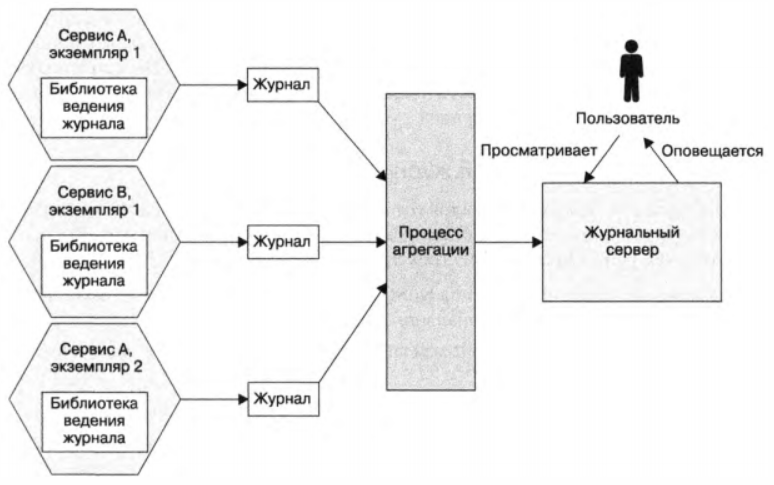 Сервис А,
экземпляр 1
Библиотека
ведения
журнала
Журнал
Сервис В,
экземпляр 1
Библиотека
ведения
журнала
Журнал
Сервис А,
экземпляр 2
Библиотека
ведения
журнала
Журнал
Процесс
агрегации
Пользователь
Просматривает
Оповещается
Журнальный
сервер